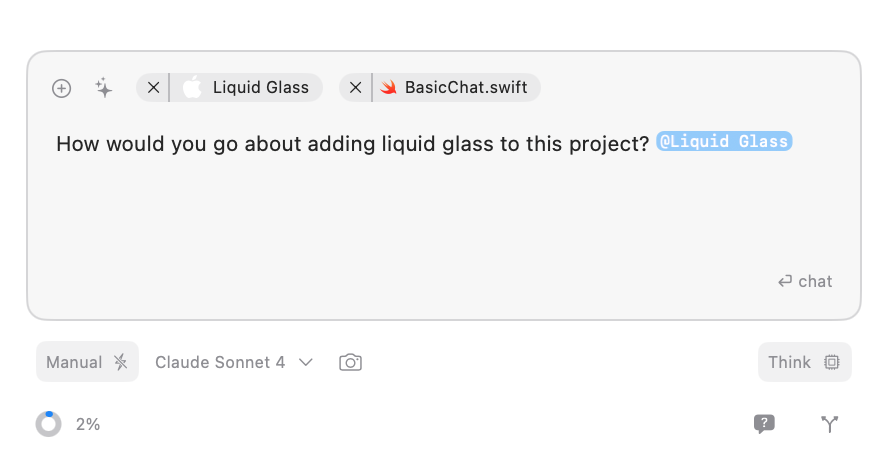 Liquid Glass BasicChat.swift
How would you go about adding liquid glass to this project? @Liquid Glass
chat
Manual Claude Sonnet 4 Think
2% ?